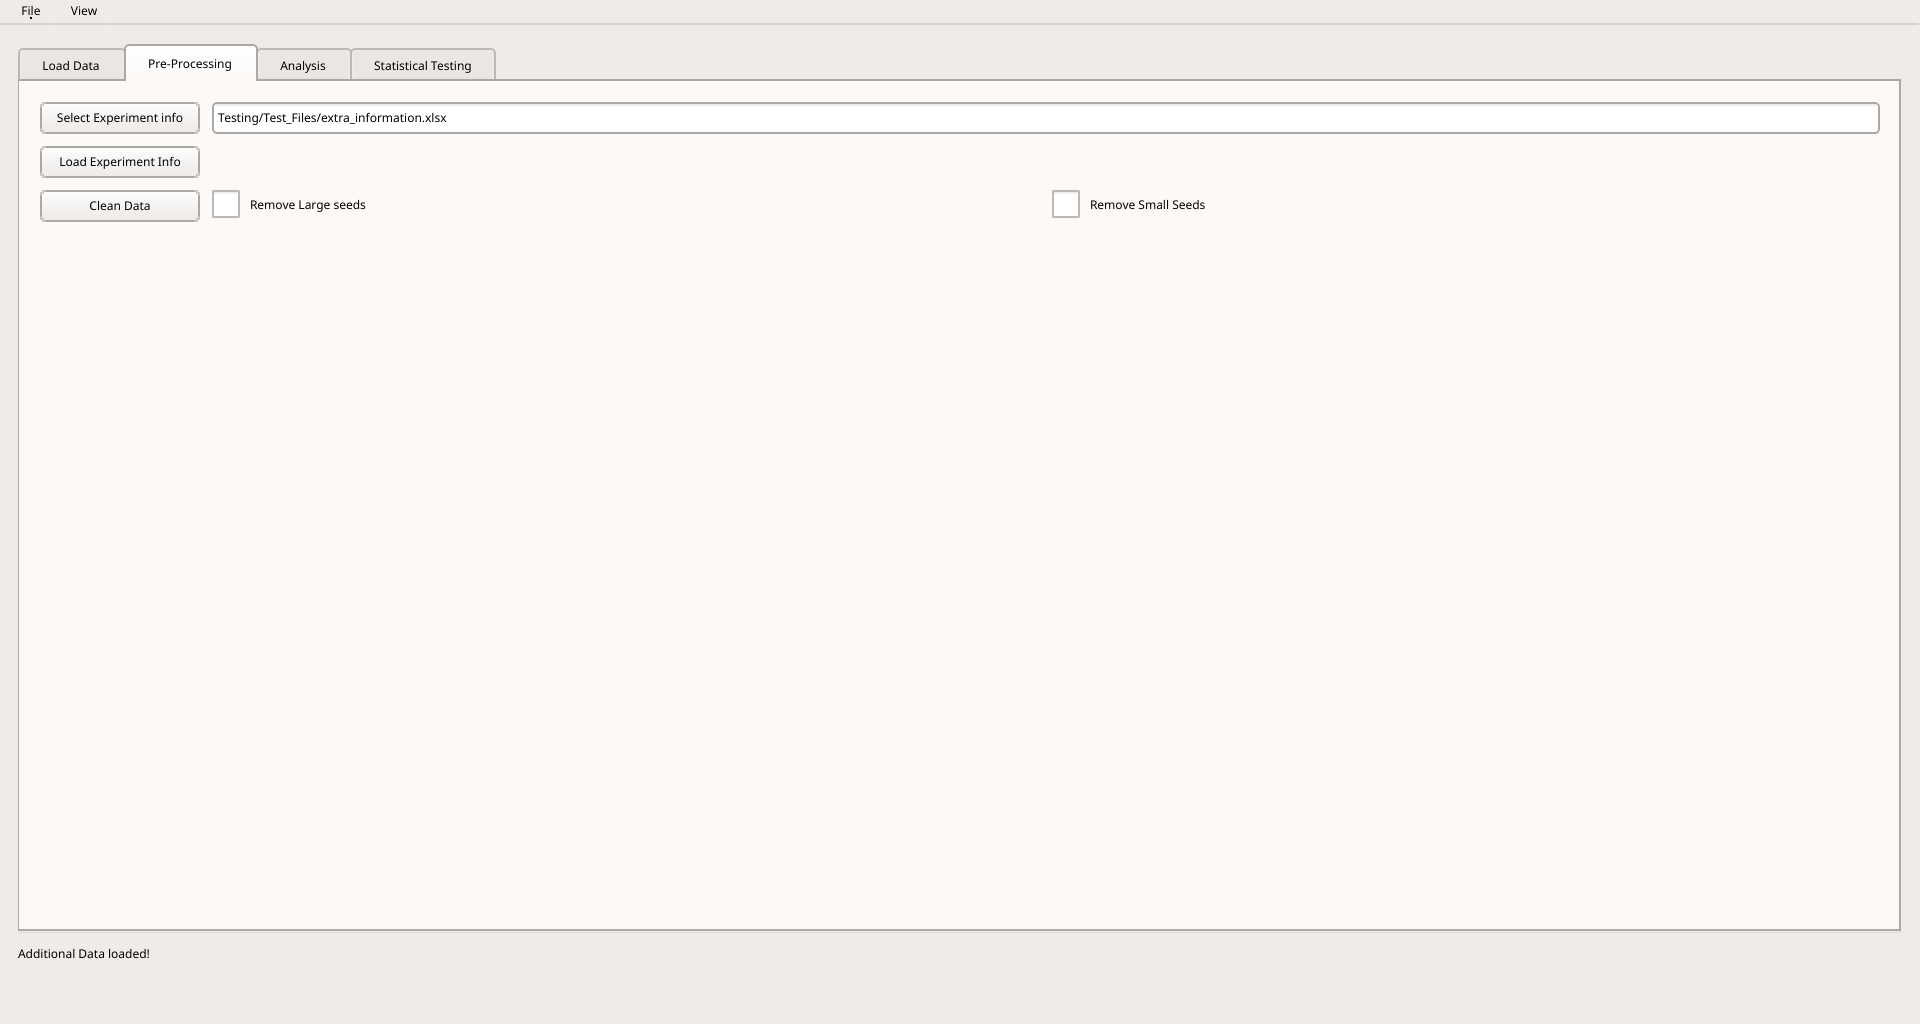 File View
Load Data Pre-Processing Analysis Statistical Testing
Select Experiment info Testing/Test_Files/extra_information.xlsx
Load Experiment Info
Clean Data Remove Large seeds Remove Small Seeds
Additional Data loaded!